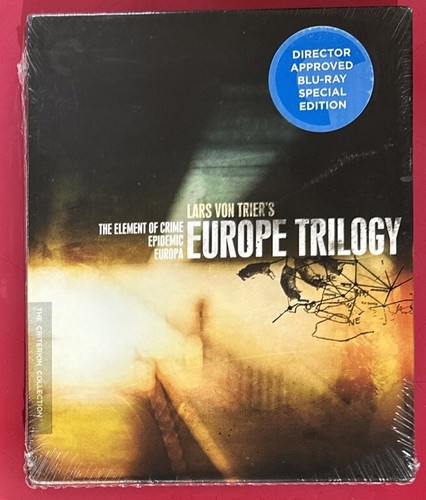 DIRECTOR
APPROVED
BLU-RAY
SPECIAL
EDITION
LARS VON TRIER'S
THE ELEMENT OF CRIME
EPIDEMIC
EUROPA
EUROPE TRILOGY
THE CRITERION COLLECTION